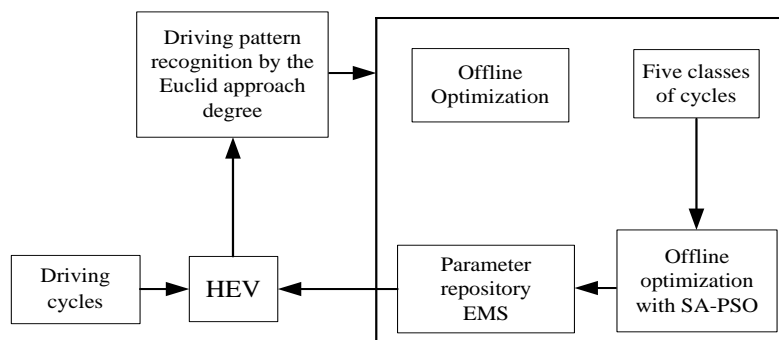 Driving pattern
recognition by the
Euclid approach
degree
Offline
Optimization
Five classes
of cycles
Driving
cycles
HEV
Parameter
repository
EMS
Offline
optimization
with SA-PSO